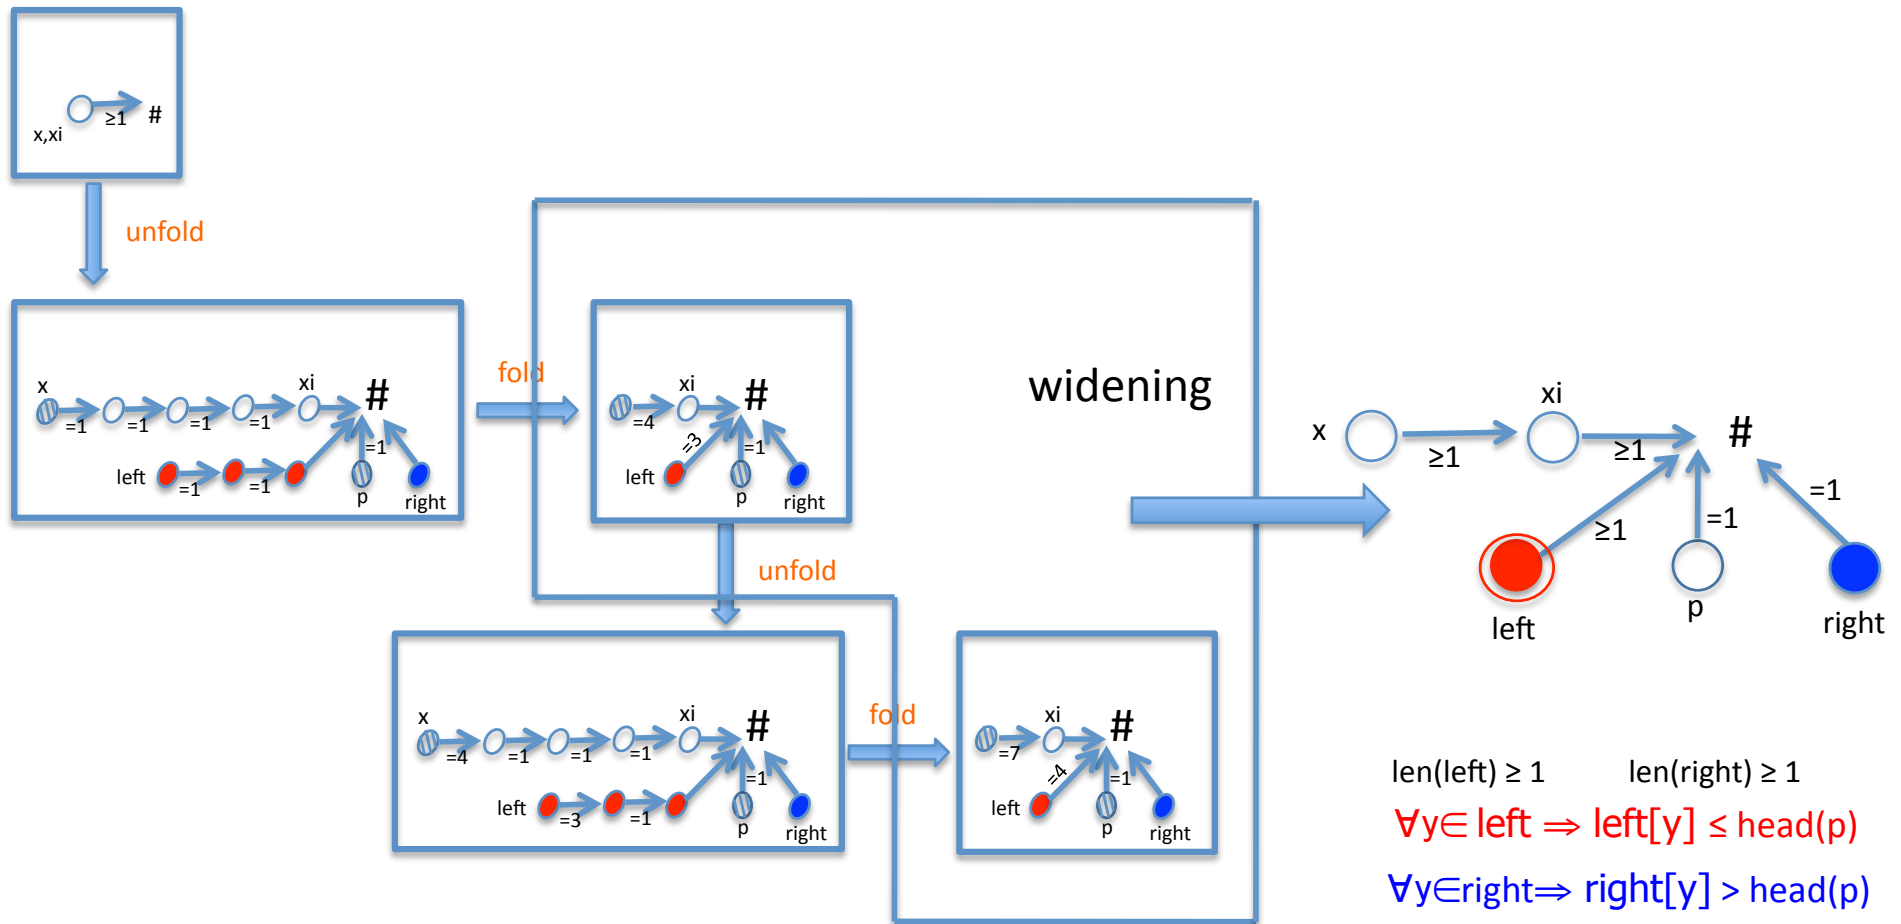 x,xi
≥1
#
unfold
x
=1
=1
=1
=1
xi
#
left
=1
=1
=1
p
right
fold
=4
xi
#
left
=3
=1
p
right
widening
unfold
x
=4
=1
=1
=1
xi
#
left
=3
=1
=1
p
right
fold
=7
xi
#
left
=4
=1
p
right
x
≥1
xi
≥1
#
≥1
=1
=1
left
p
right
len(left) ≥ 1 len(right) ≥ 1
∀y∈ left ⇒ left[y] ≤ head(p)
∀y∈right⇒ right[y] > head(p)